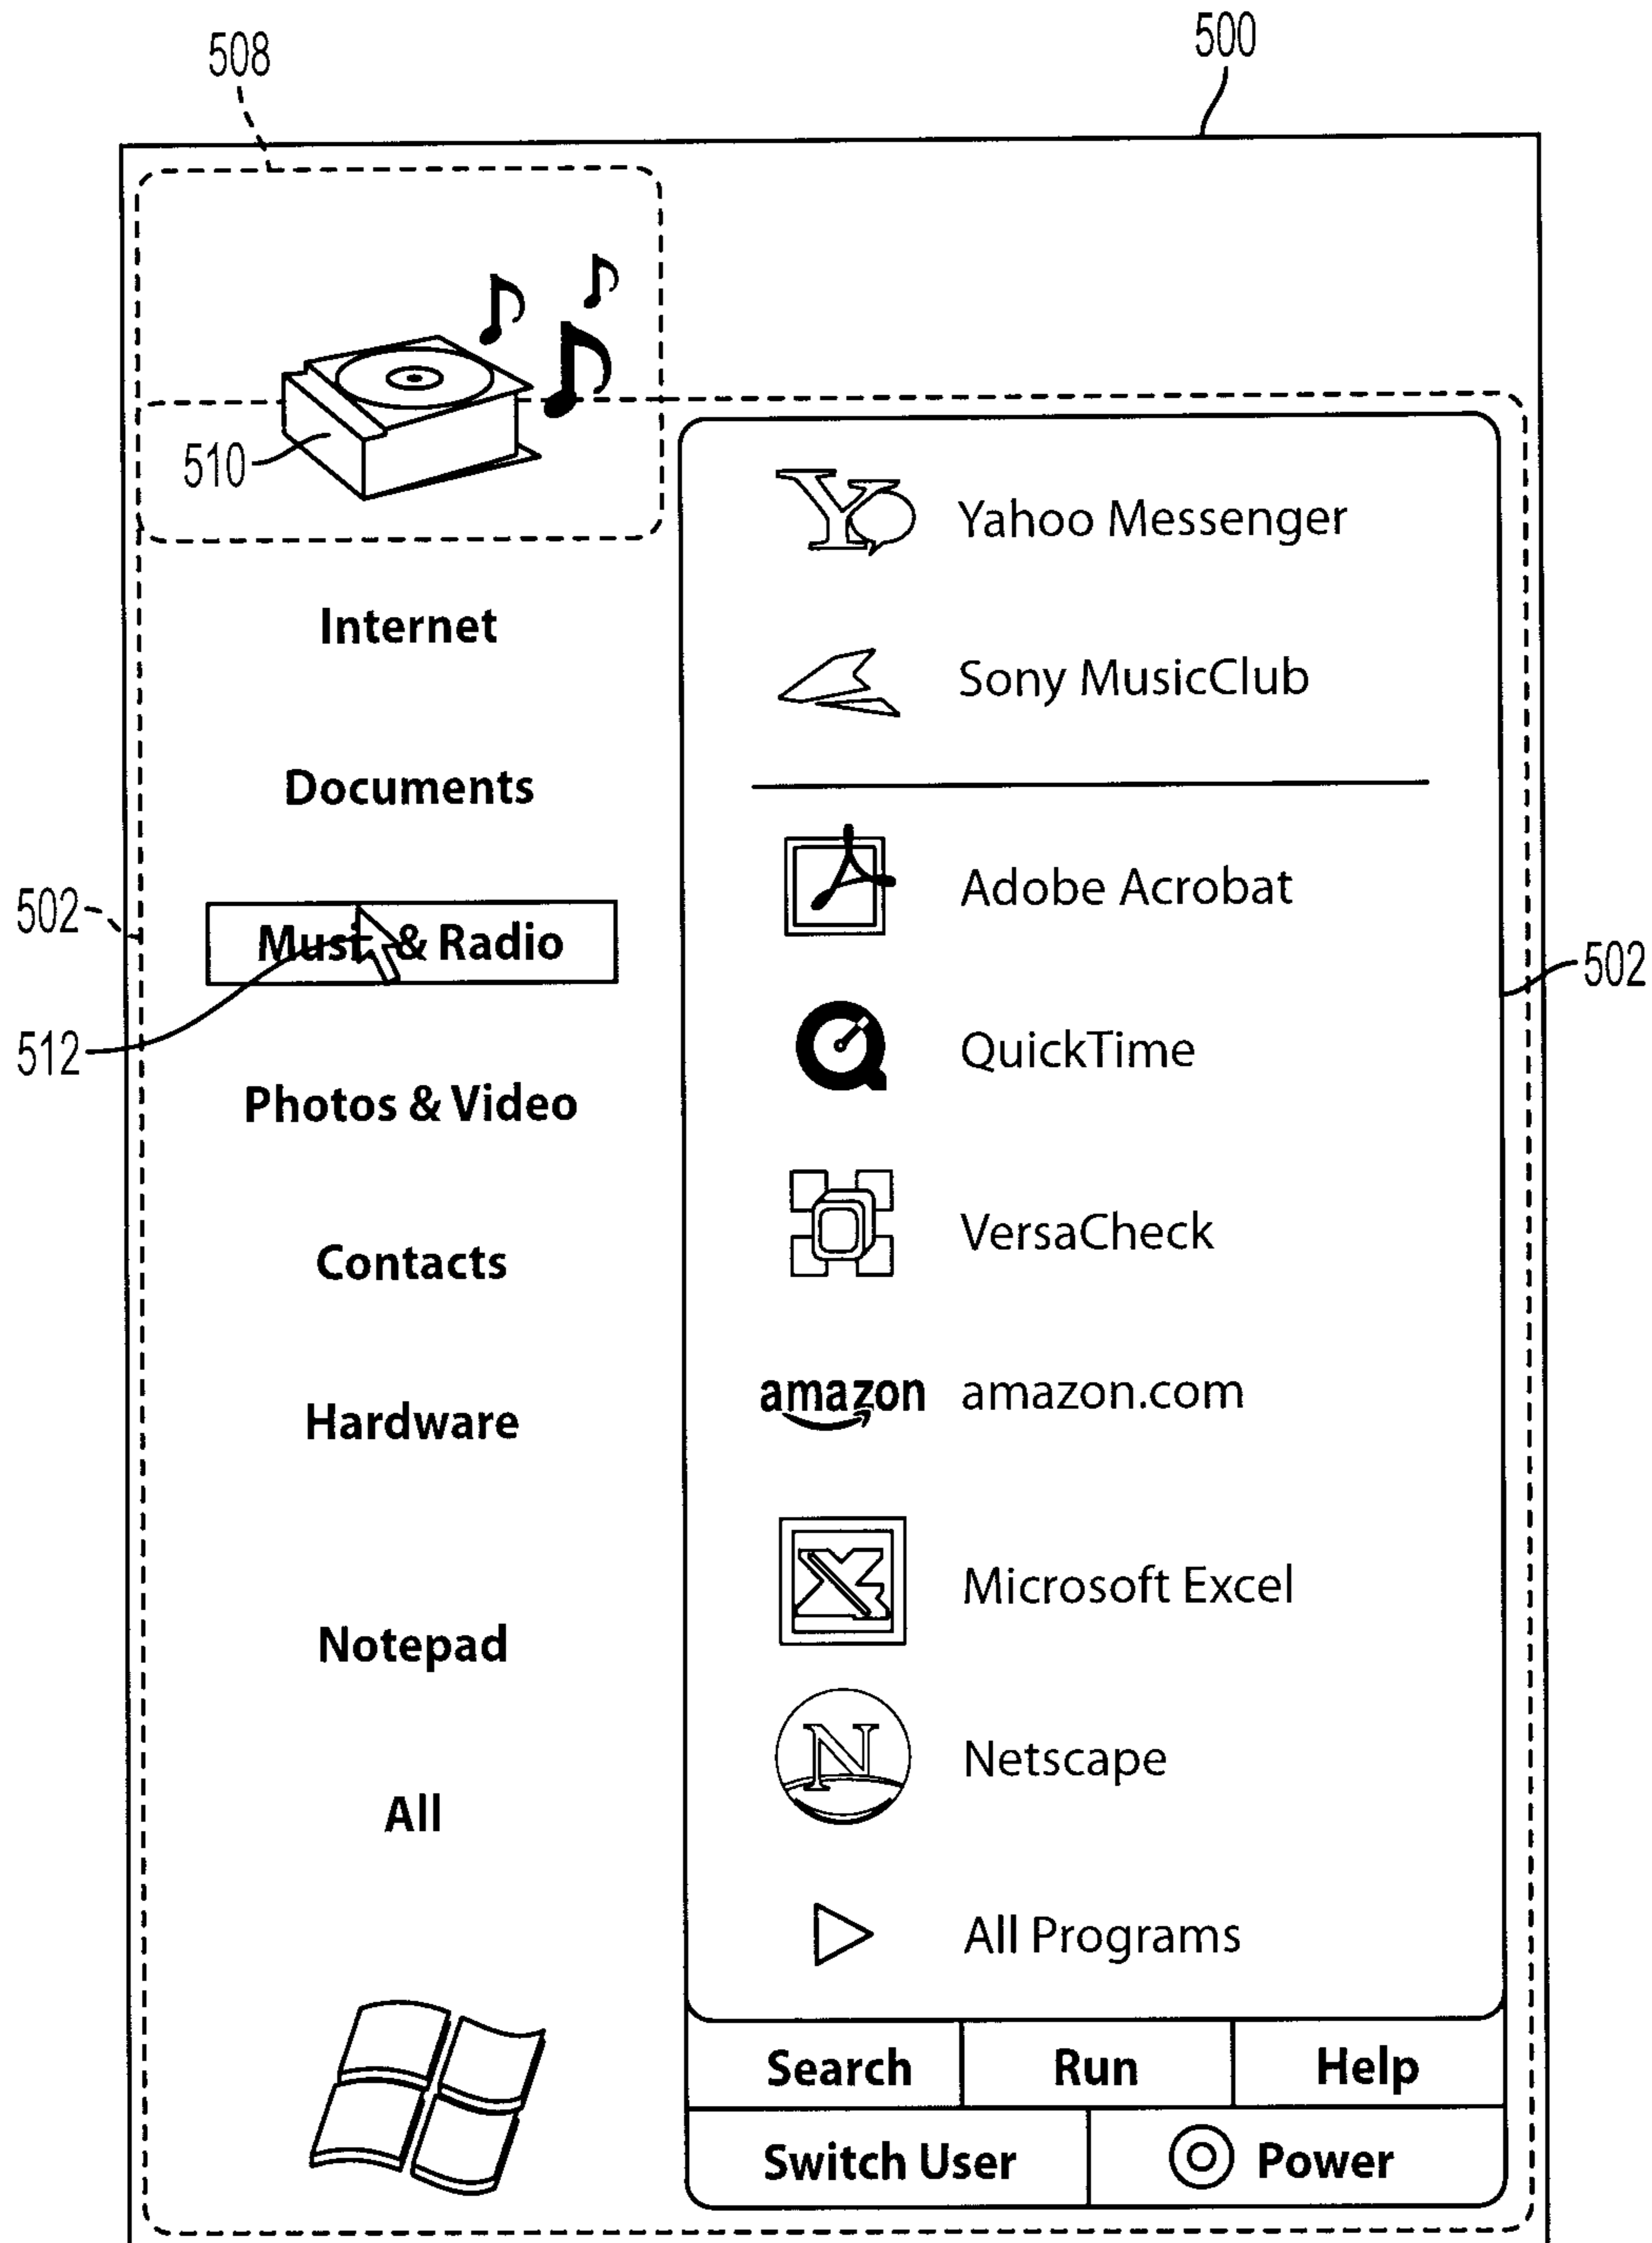 508
500
510
Yahoo Messenger
Internet
Sony MusicClub
Documents
Adobe Acrobat
502
Music & Radio
502
512
QuickTime
Photos & Video
VersaCheck
Contacts
amazon amazon.com
Hardware
Microsoft Excel
Notepad
N Netscape
All
All Programs
Search Run Help
Switch User Power